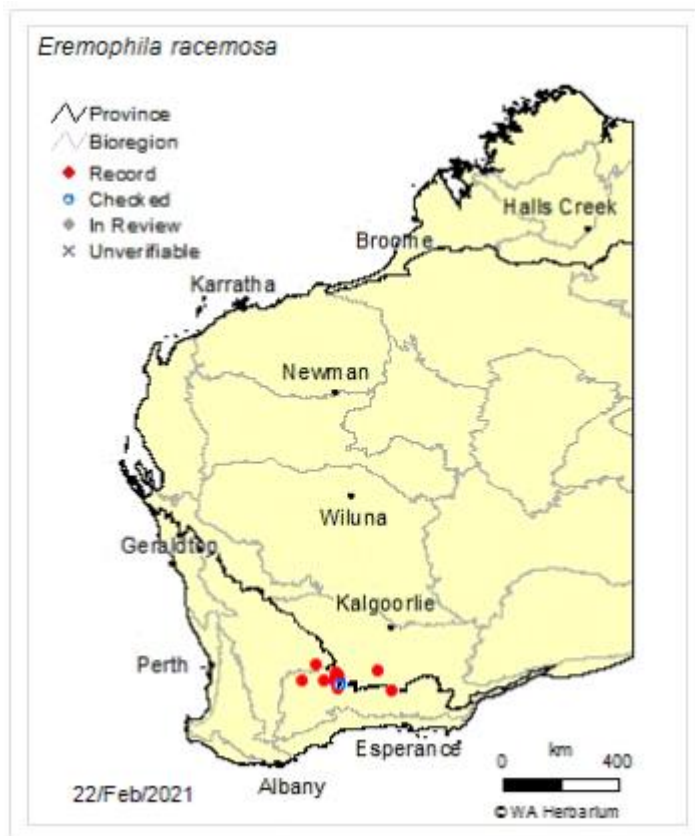 Eremophila racemosa
Province
Bioregion
Record
Checked
In Review
Unverifiable
Halls Creek
Broome
Karratha
Newman
Wiluna
Geraldton
Kalgoorlie
Perth
Esperance
Albany
km
0 400
22/Feb/2021
© WA Herbarium